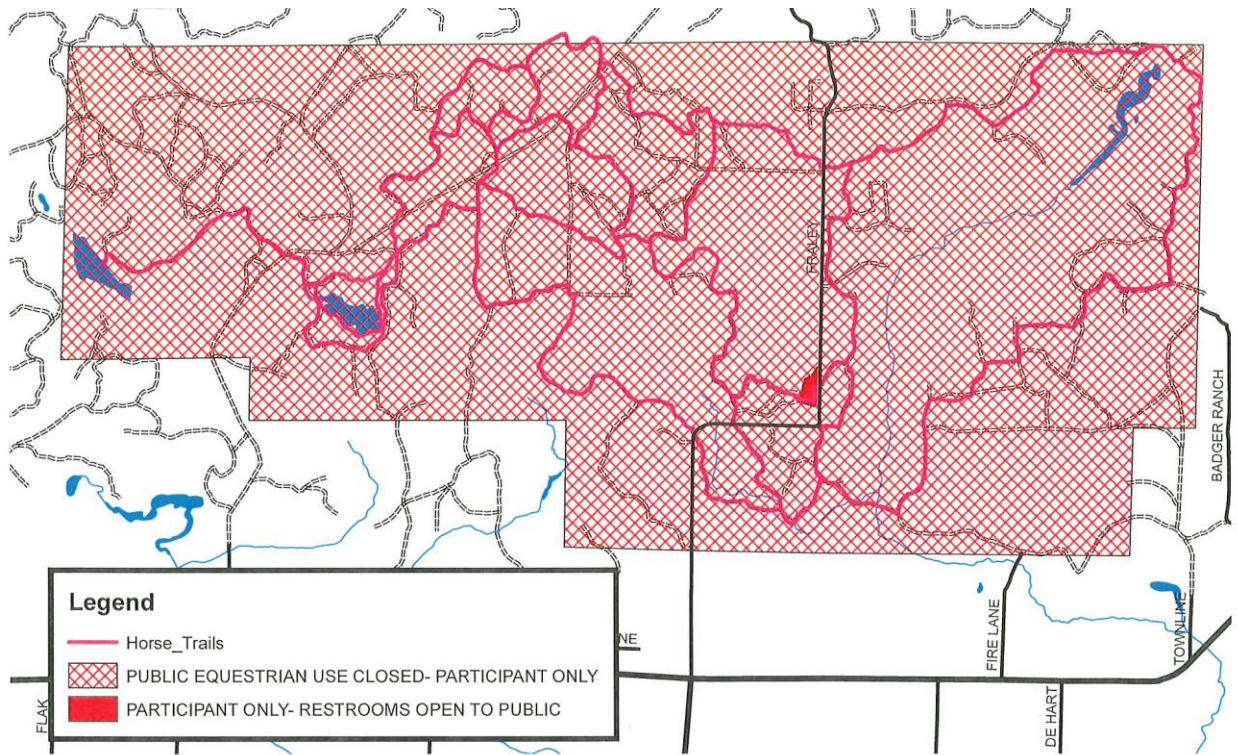 FRALEY
BADGER RANCH
Legend
Horse_Trails
PUBLIC EQUESTRIAN USE CLOSED- PARTICIPANT ONLY
PARTICIPANT ONLY- RESTROOMS OPEN TO PUBLIC
NE
FLAK
FIRE LANE
TOWNLINE
DE HART